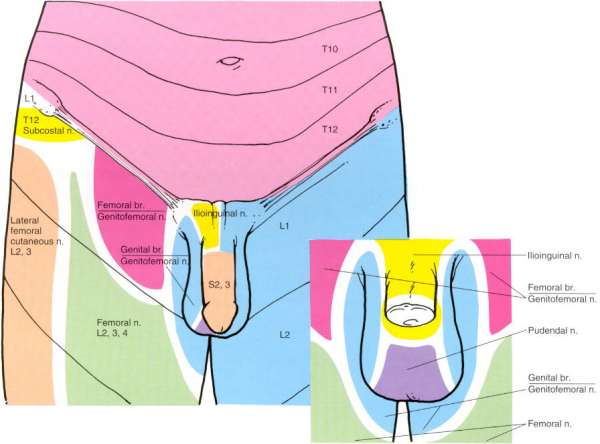 T10
T11
T12
L1
T12
Subcostal n.
Femoral br.
Genitofemoral n.
Ilioinguinal n.
L1
Lateral
femoral
cutaneous n.
L2, 3
Genital br.
Genitofemoral n.
S2, 3
Femoral n.
L2, 3, 4
L2
Ilioinguinal n.
Femoral br.
Genitofemoral n.
Pudendal n.
Genital br.
Genitofemoral n.
Femoral n.